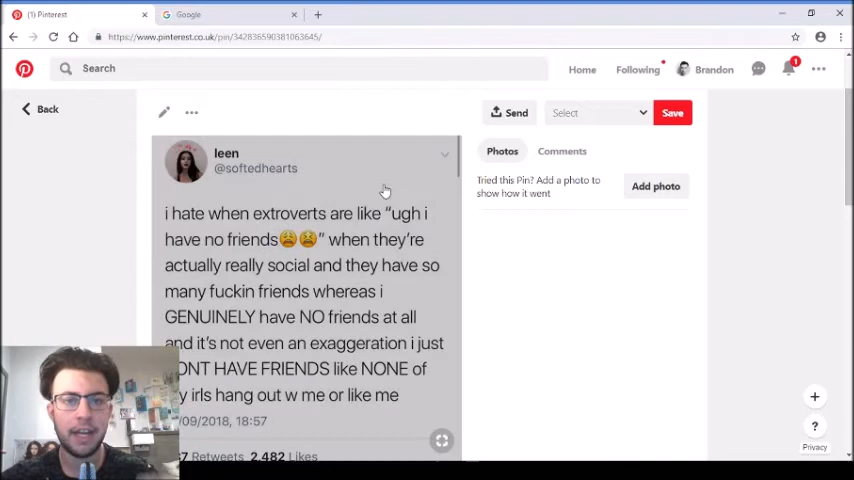 (1) Pinterest
Google
https://www.pinterest.co.uk/pin/342836590381063645/
Search
Home
Following
Brandon
1
Back
Send
Select
Save
leen
@softedhearts
Photos
Comments
Tried this Pin? Add a photo to
show how it went
Add photo
i hate when extroverts are like “ugh i
have no friends😩😫” when they’re
actually really social and they have so
many fuckin friends whereas i
GENUINELY have NO friends at all
and it’s not even an exaggeration i just
DONT HAVE FRIENDS like NONE of
irls hang out w me or like me
/09/2018, 18:57
Retweets 2,482 Likes
Privacy